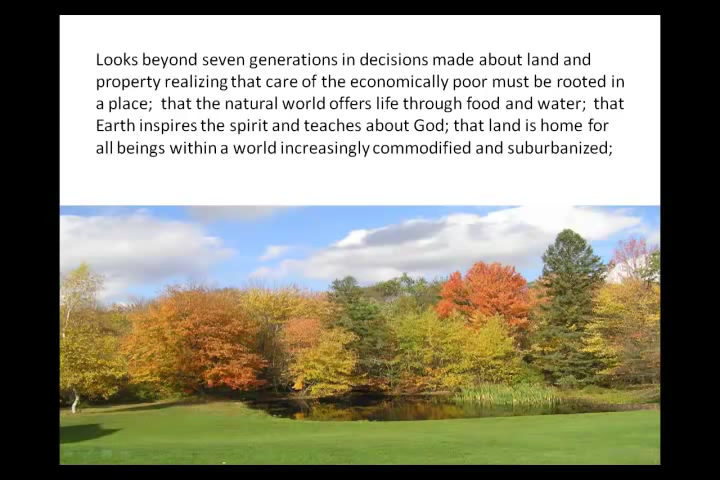 Looks beyond seven generations in decisions made about land and
property realizing that care of the economically poor must be rooted in
a place;  that the natural world offers life through food and water;  that
Earth inspires the spirit and teaches about God; that land is home for
all beings within a world increasingly commodified and suburbanized;